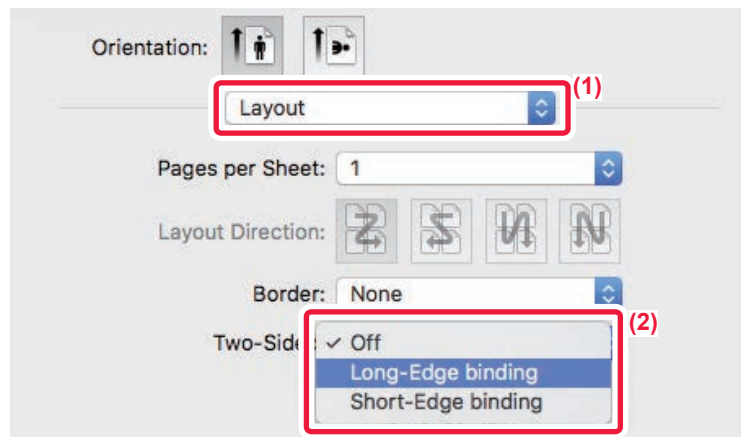 Orientation:
(1)
Layout
Pages per Sheet: 1
Layout Direction:
Border: None
(2)
Two-Side : ✓ Off
Long-Edge binding
Short-Edge binding